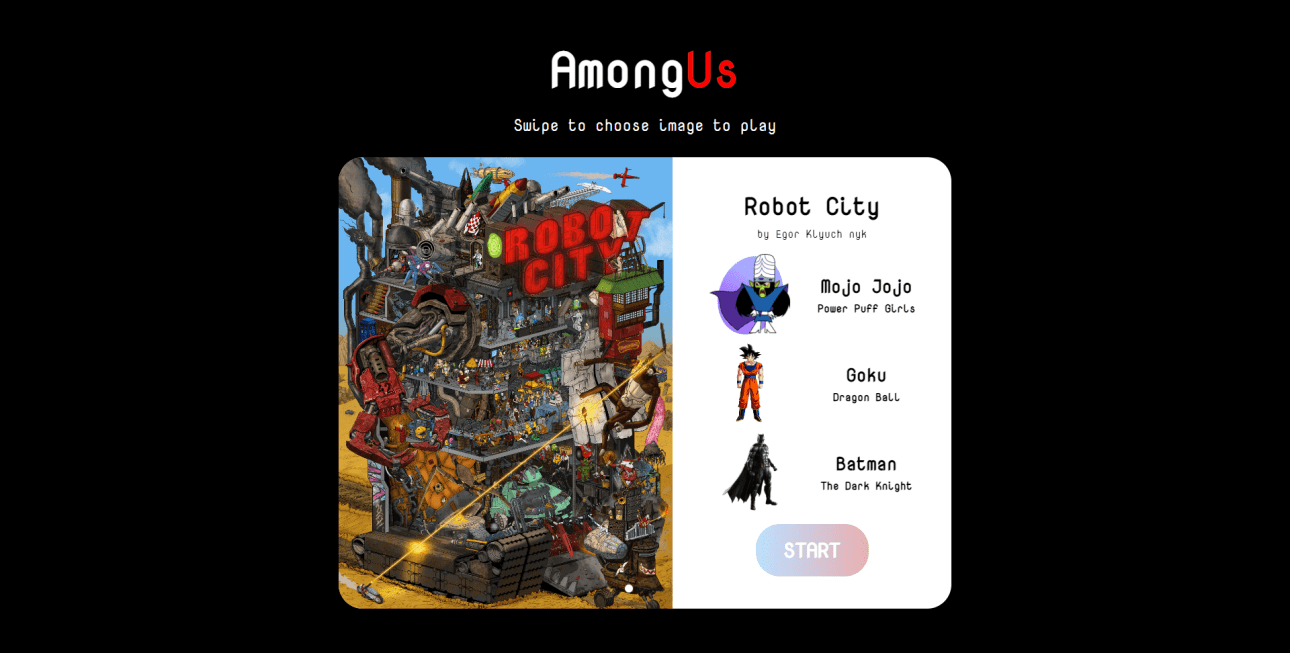 AmongUs
Swipe to choose image to play
ROBOT
CITY
Robot City
by Egor Klyuch nyk
Mojo Jojo
Power Puff Girls
Goku
Dragon Ball
Batman
The Dark Knight
START